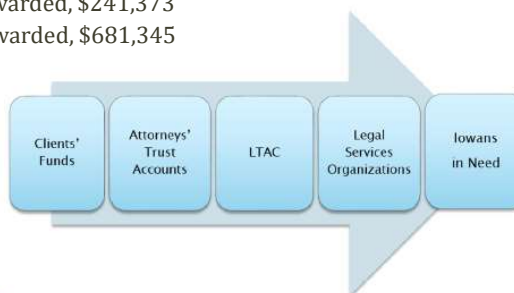 warded, $241,373
warded, $681,345
Clients'
Funds
Attorneys'
Trust
Accounts
LTAC
Legal
Services
Organizations
Iowans
in Need